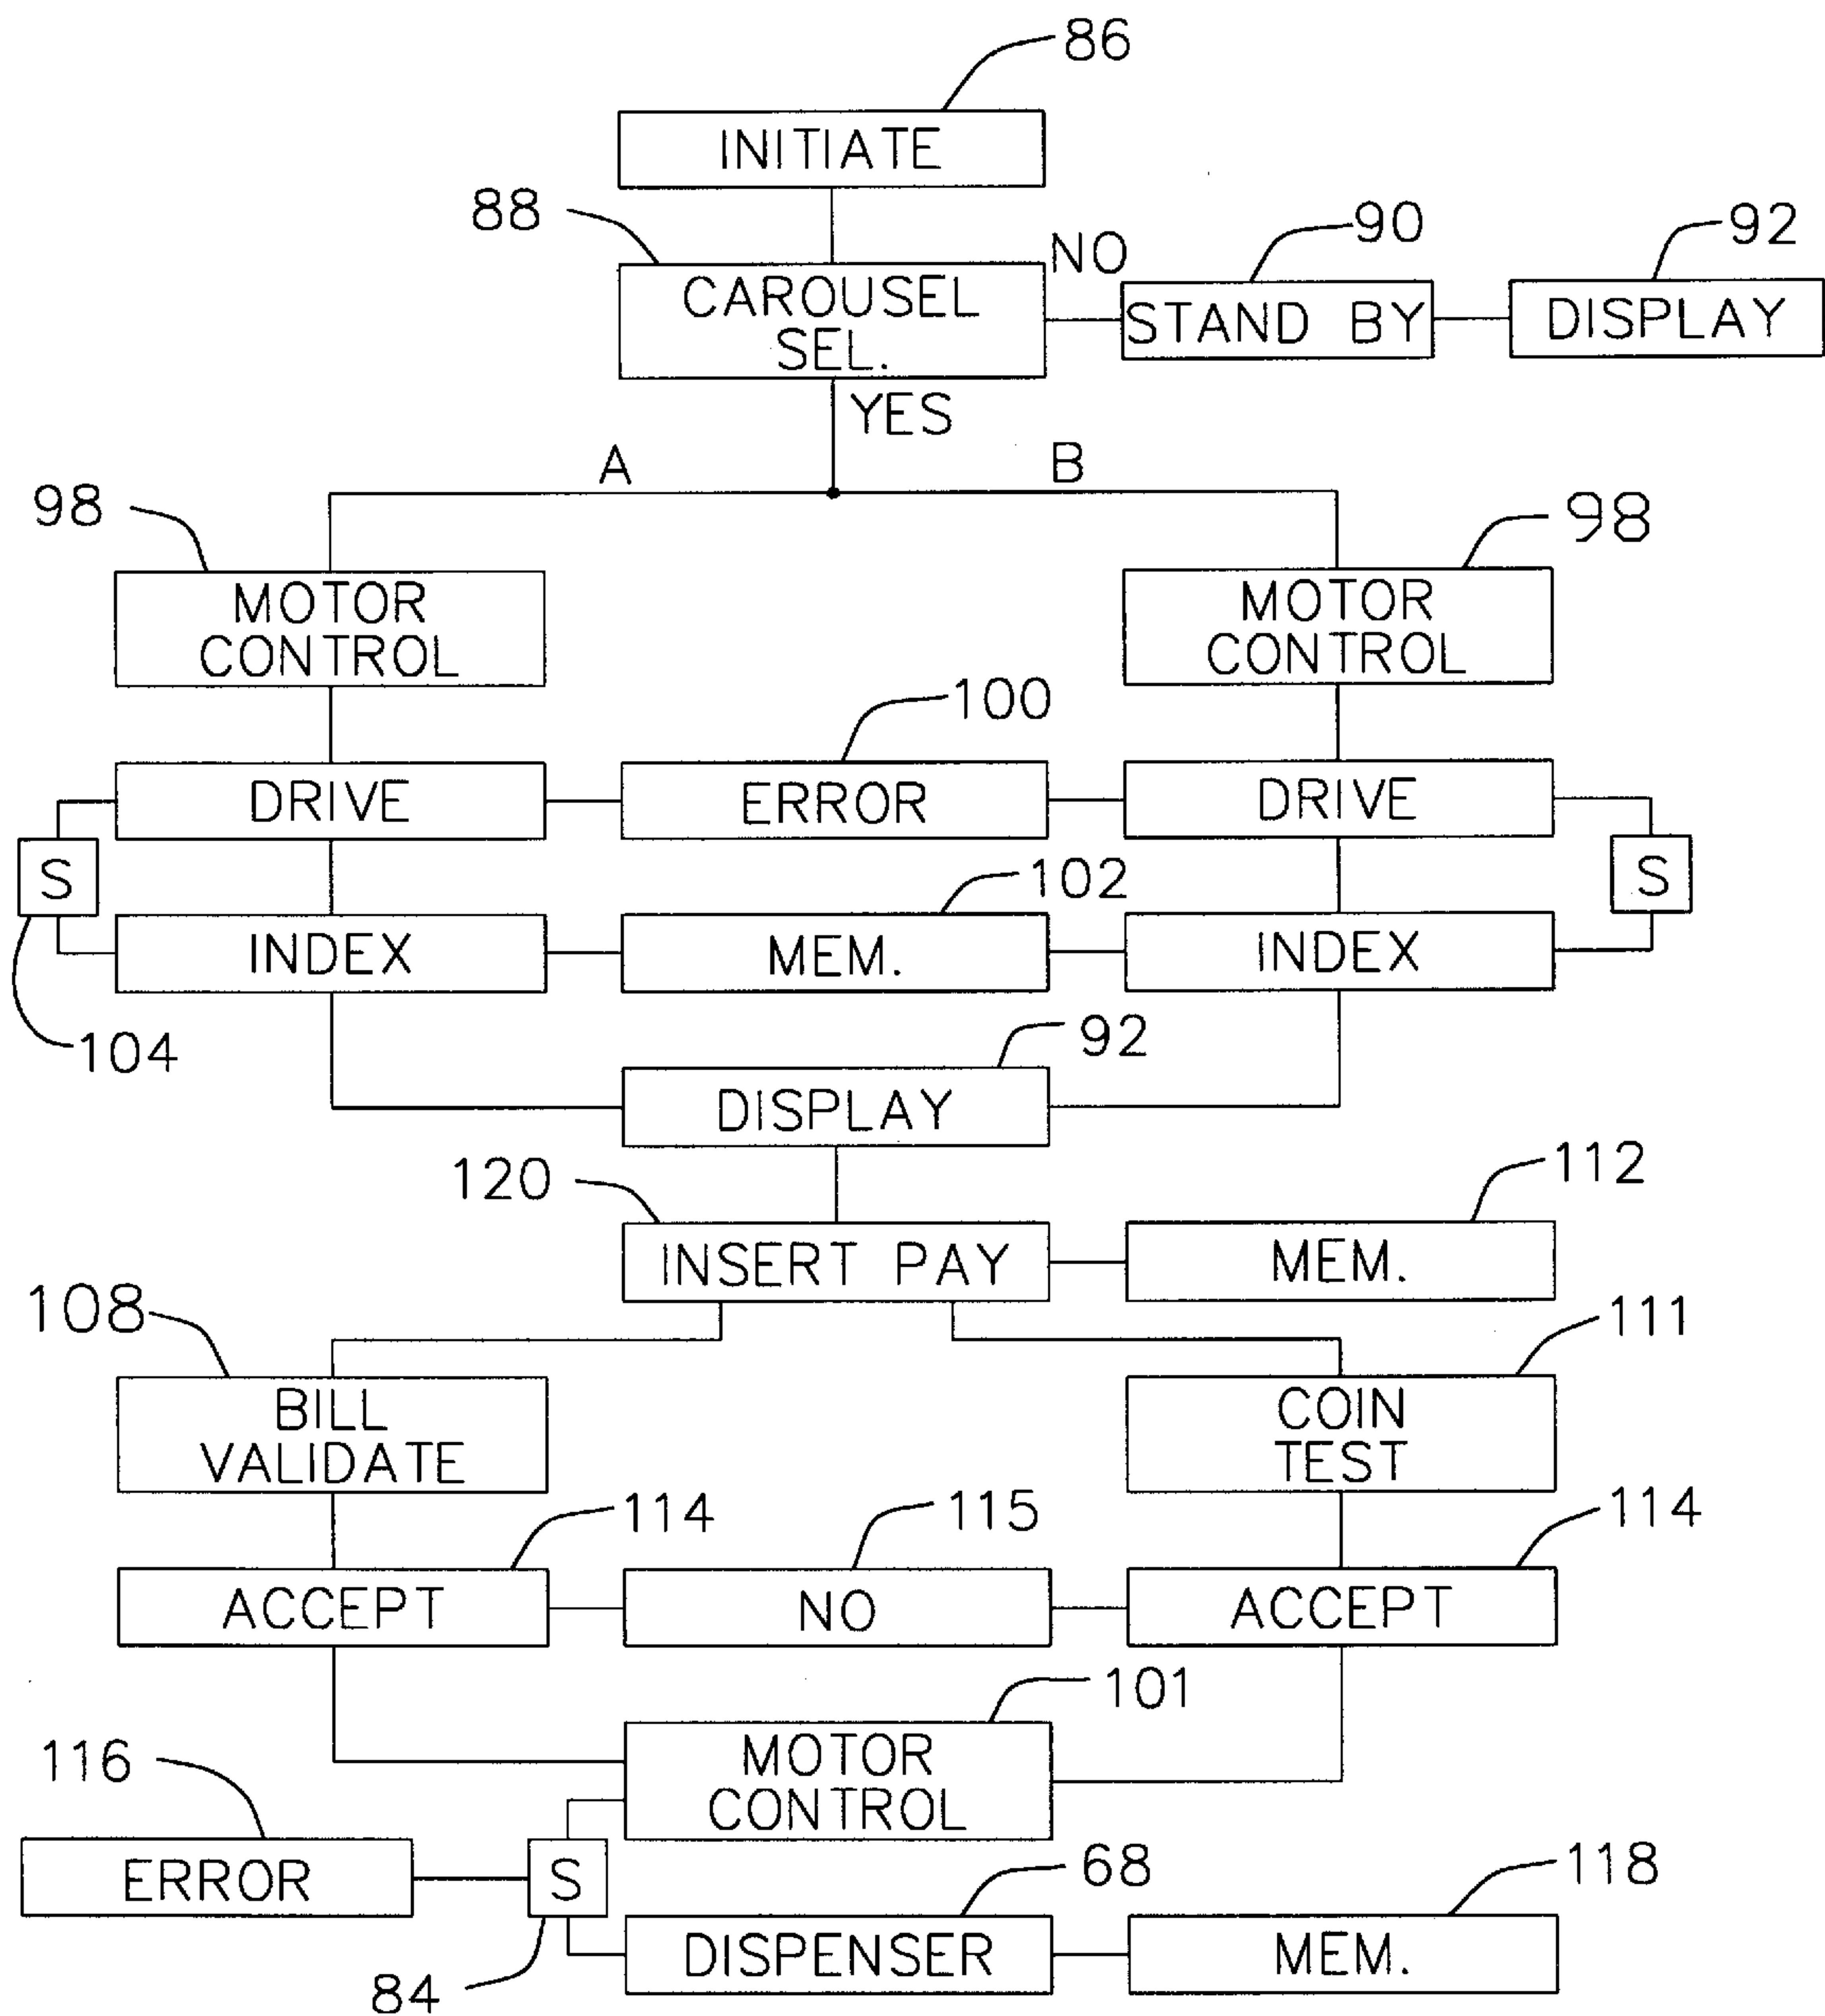 86
INITIATE
88
NO
90
92
CAROUSEL
SEL.
STAND BY
DISPLAY
YES
A
B
98
98
MOTOR
CONTROL
MOTOR
CONTROL
100
DRIVE
ERROR
DRIVE
S
S
102
INDEX
MEM.
INDEX
104
92
DISPLAY
120
112
INSERT PAY
MEM.
108
111
BILL
VALIDATE
COIN
TEST
114
115
114
ACCEPT
NO
ACCEPT
101
MOTOR
CONTROL
116
ERROR
S
68
118
DISPENSER
MEM.
84